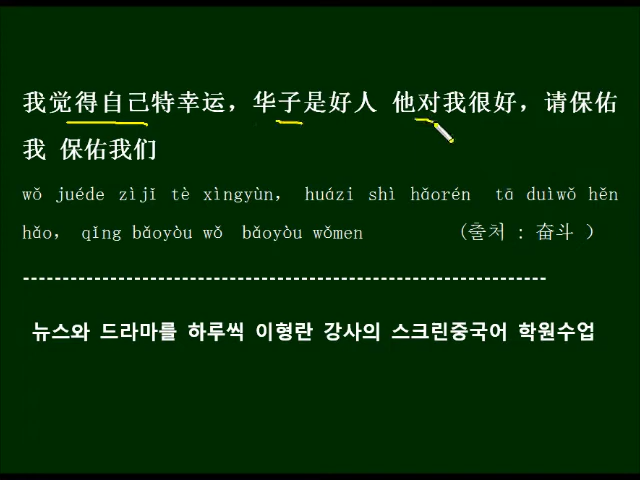 我觉得自己特幸运，华子是好人 他对我很好，请保佑
我 保佑我们
wǒ juéde zìjǐ tè xìngyùn， huázi shì hǎorén tā duìwǒ hěn
hǎo， qǐng bǎoyòu wǒ bǎoyòu wǒmen (출처 : 奋斗 )
------------------------------------------------------------------
뉴스와 드라마를 하루씩 이형란 강사의 스크린중국어 학원수업